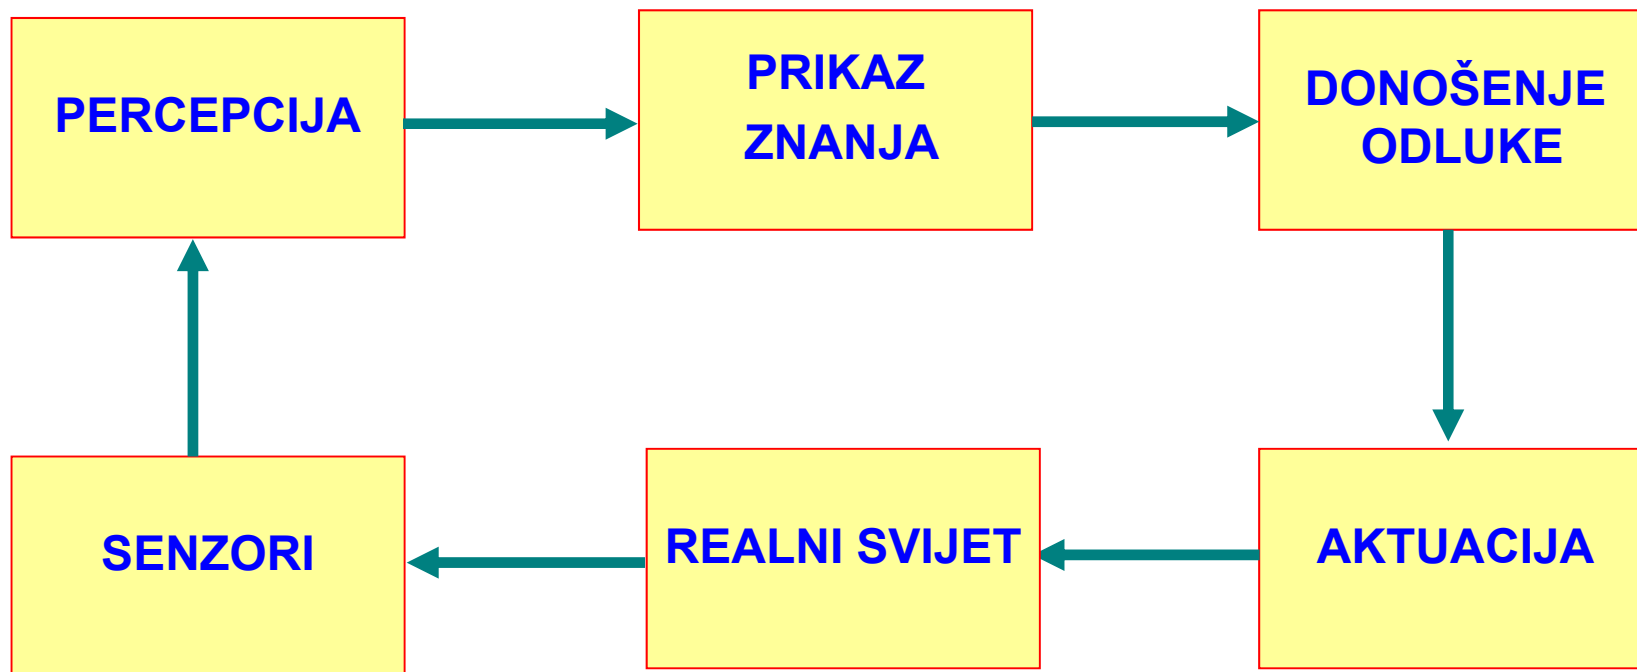 PERCEPCIJA
PRIKAZ
ZNANJA
DONOŠENJE
ODLUKE
SENZORI
REALNI SVIJET
AKTUACIJA